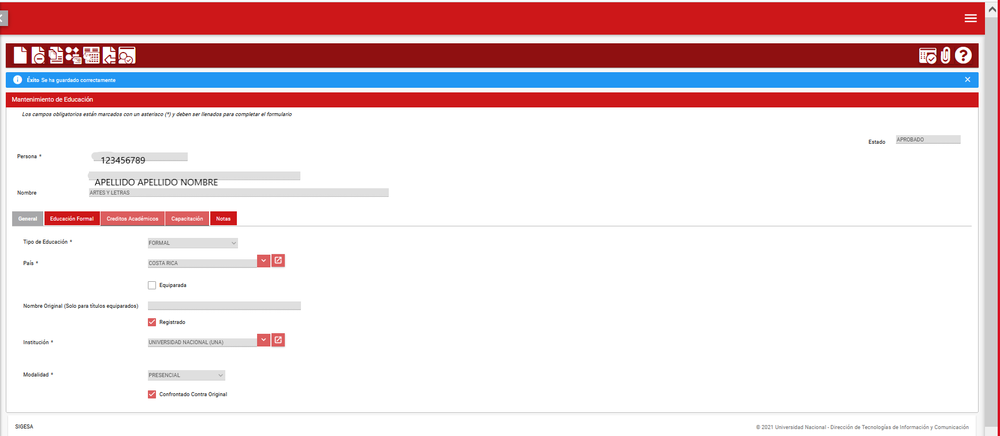 Éxito Se ha guardado correctamente
Mantenimiento de Educación
Los campos obligatorios están marcados con un asterisco (*) y deben ser llenados para completar el formulario
Estado APROBADO
Persona * 123456789
APELLIDO APELLIDO NOMBRE
Nombre ARTES Y LETRAS
General Educación Formal Creditos Académicos Capacitación Notas
Tipo de Educación * FORMAL
País * COSTA RICA
Equiparada
Nombre Original (Solo para títulos equiparados)
Registrado
Institución * UNIVERSIDAD NACIONAL (UNA)
Modalidad * PRESENCIAL
Confrontado Contra Original
SIGESA © 2021 Universidad Nacional - Dirección de Tecnologías de Información y Comunicación